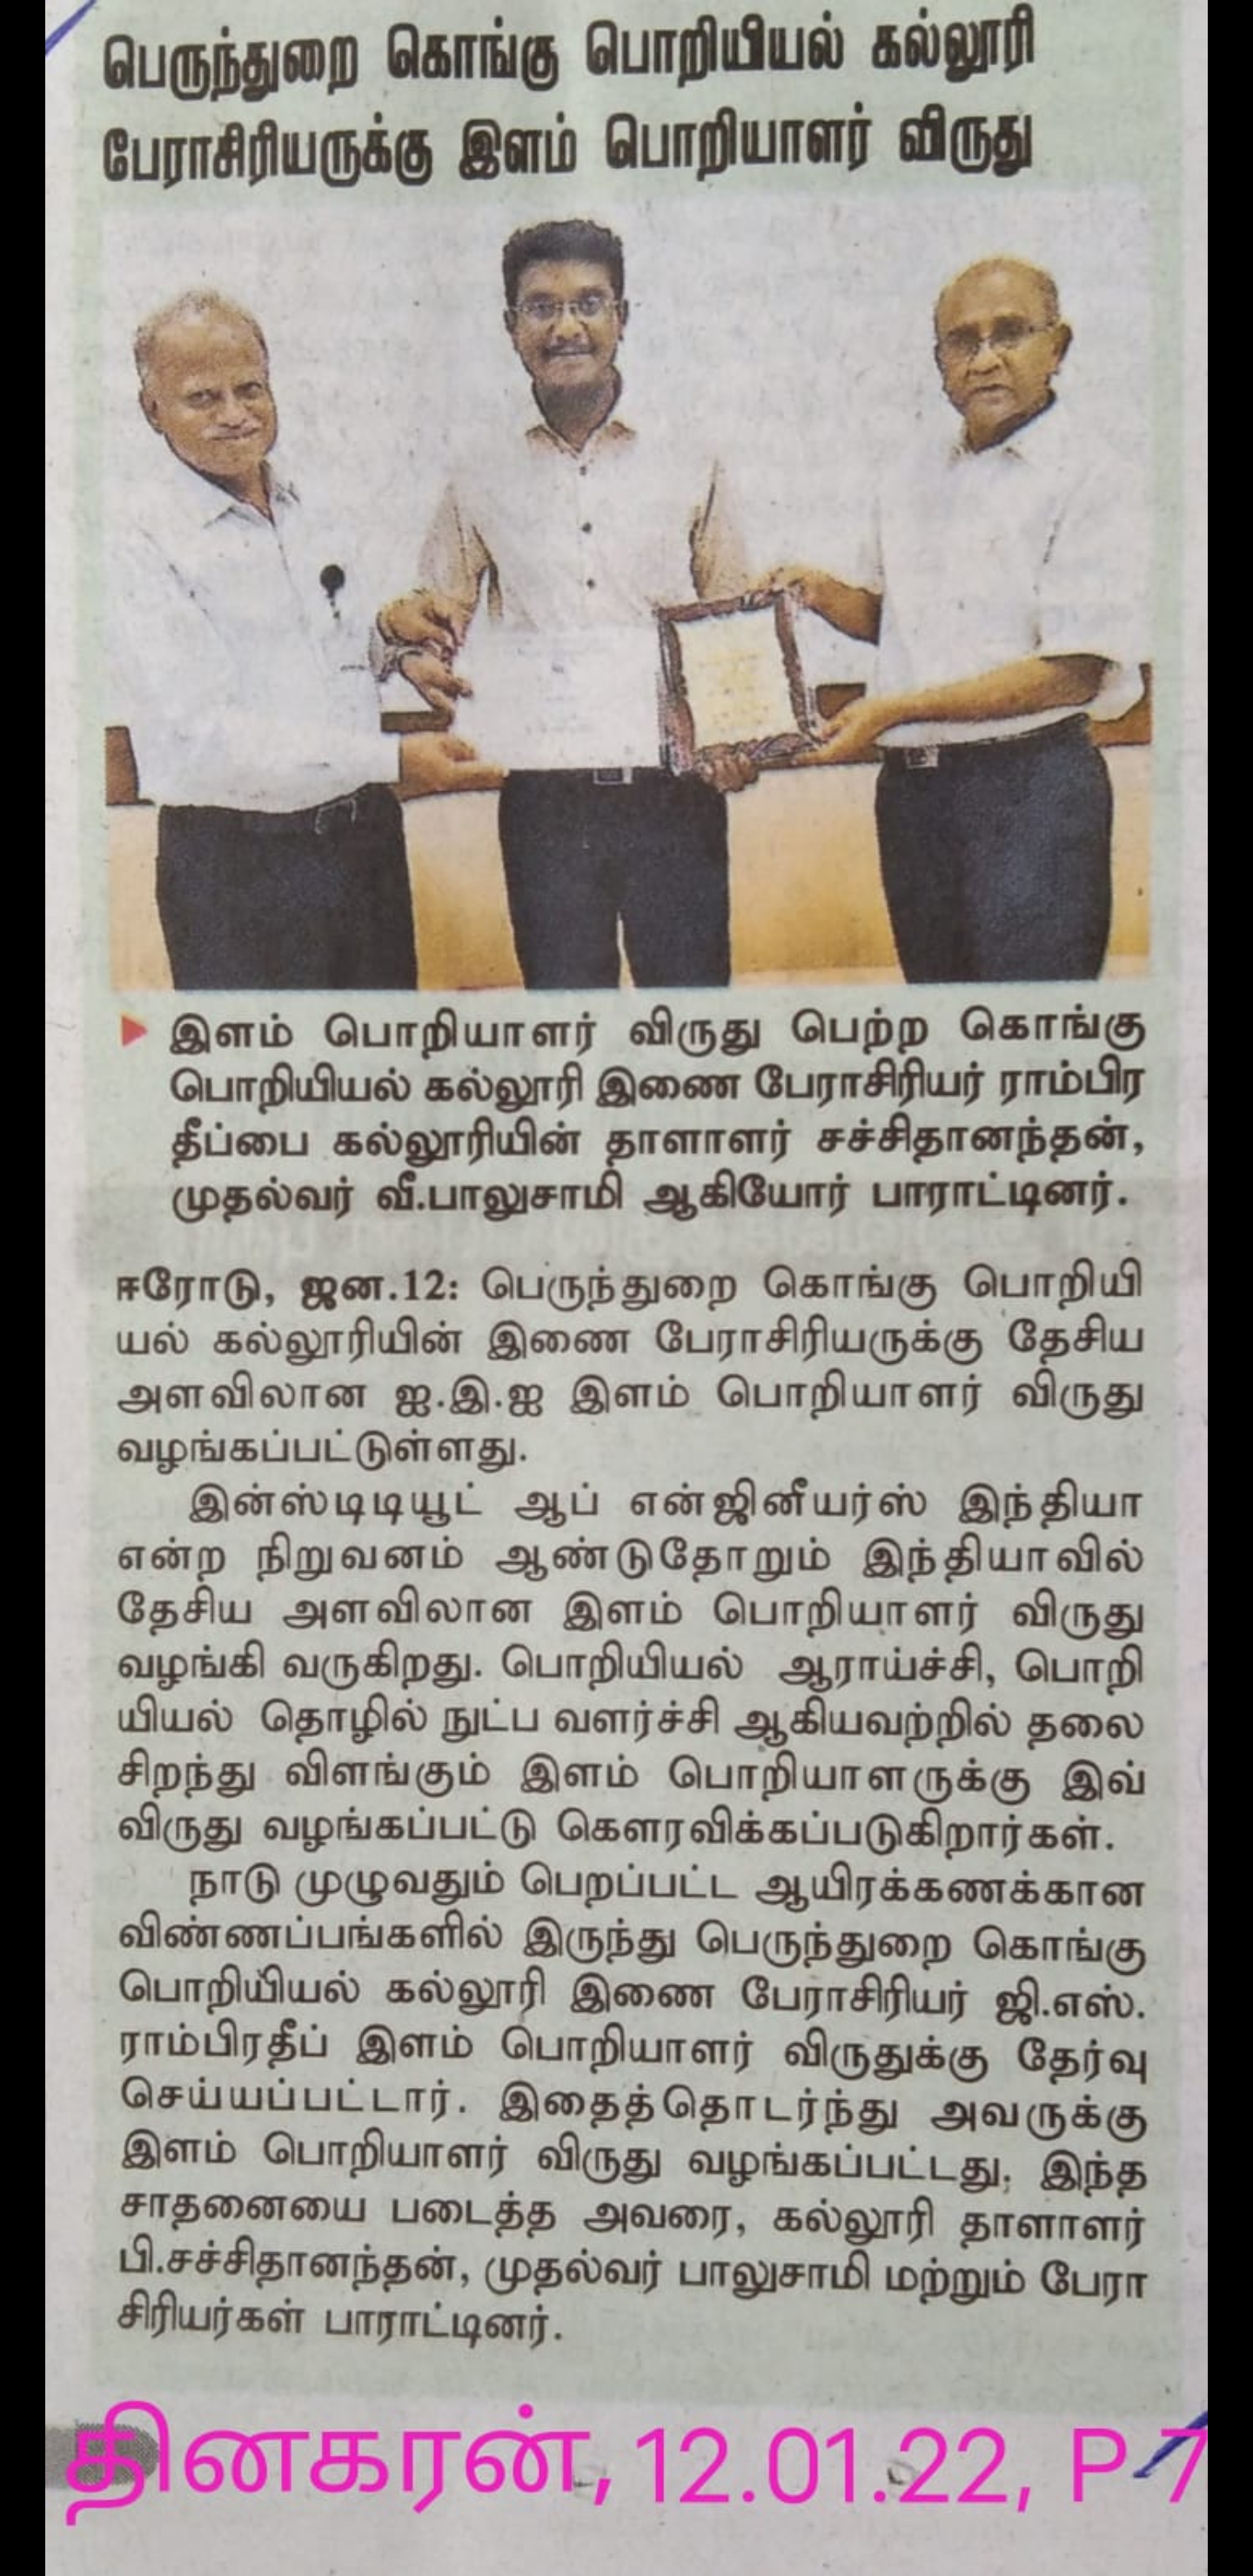 பெருந்துறை கொங்கு பொறியியல் கல்லூரி
பேராசிரியருக்கு இளம் பொறியாளர் விருது
இளம் பொறியாளர் விருது பெற்ற கொங்கு
பொறியியல் கல்லூரி இணை பேராசிரியர் ராம்பிர
தீப்பை கல்லூரியின் தாளாளர் சச்சிதானந்தன்,
முதல்வர் வீ.பாலுசாமி ஆகியோர் பாராட்டினர்.
ஈரோடு, ஜன.12: பெருந்துறை கொங்கு பொறியி
யல் கல்லூரியின் இணை பேராசிரியருக்கு தேசிய
அளவிலான ஐ.இ.ஐ இளம் பொறியாளர் விருது
வழங்கப்பட்டுள்ளது.
இன்ஸ்டிடியூட் ஆப் என்ஜினீயர்ஸ் இந்தியா
என்ற நிறுவனம் ஆண்டுதோறும் இந்தியாவில்
தேசிய அளவிலான இளம் பொறியாளர் விருது
வழங்கி வருகிறது. பொறியியல் ஆராய்ச்சி, பொறி
யியல் தொழில் நுட்ப வளர்ச்சி ஆகியவற்றில் தலை
சிறந்து விளங்கும் இளம் பொறியாளருக்கு இவ்
விருது வழங்கப்பட்டு கௌரவிக்கப்படுகிறார்கள்.
நாடு முழுவதும் பெறப்பட்ட ஆயிரக்கணக்கான
விண்ணப்பங்களில் இருந்து பெருந்துறை கொங்கு
பொறியியல் கல்லூரி இணை பேராசிரியர் ஜி.எஸ்.
ராம்பிரதீப் இளம் பொறியாளர் விருதுக்கு தேர்வு
செய்யப்பட்டார். இதைத்தொடர்ந்து அவருக்கு
இளம் பொறியாளர் விருது வழங்கப்பட்டது. இந்த
சாதனையை படைத்த அவரை, கல்லூரி தாளாளர்
பி.சச்சிதானந்தன், முதல்வர் பாலுசாமி மற்றும் பேரா
சிரியர்கள் பாராட்டினர்.
தினகரன், 12.01.22, P 7